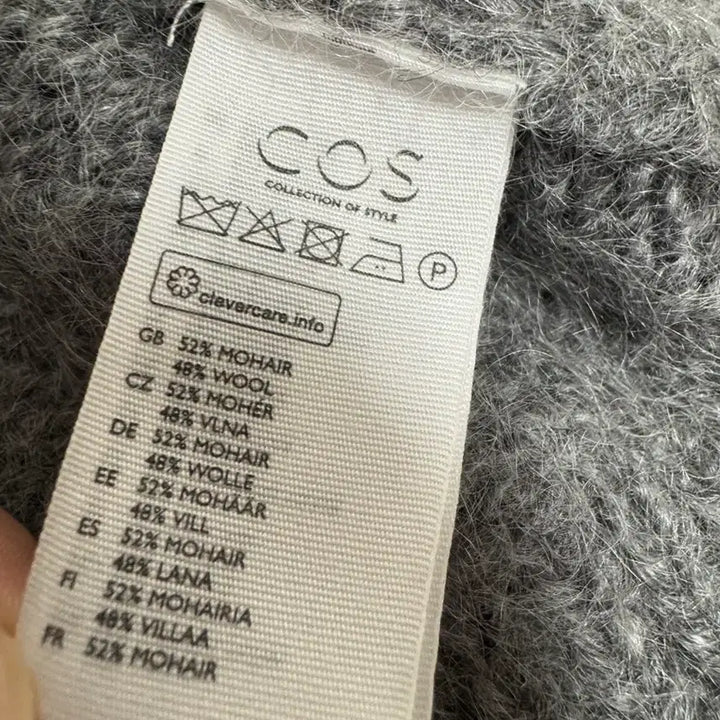 COS
COLLECTION OF STYLE
P
clevercare.info
GB 52% MOHAIR
48% WOOL
CZ 52% MOHÉR
48% VLNA
DE 52% MOHAIR
48% WOLLE
EE 52% MOHÄÄR
48% VILL
ES 52% MOHAIR
48% LANA
FI 52% MOHAIRIA
48% VILLAA
FR 52% MOHAIR